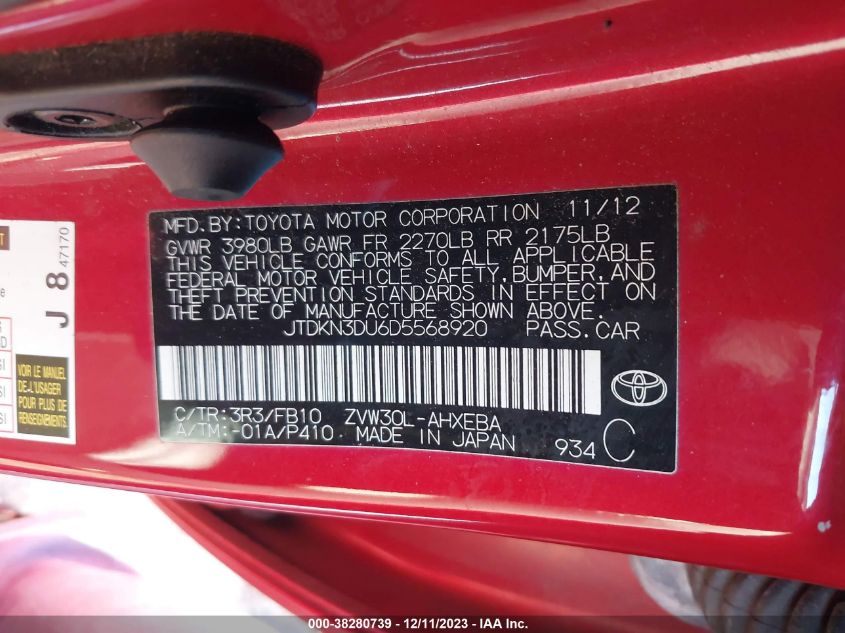 MFD.BY:TOYOTA MOTOR CORPORATION 11/12
GVWR 3980LB GAWR FR 2270LB RR 2175LB
THIS VEHICLE CONFORMS TO ALL APPLICABLE
FEDERAL MOTOR VEHICLE SAFETY,BUMPER,AND
THEFT PREVENTION STANDARDS IN EFFECT ON
THE DATE OF MANUFACTURE SHOWN ABOVE.
JTDKN3DU6D5568920 PASS.CAR
C/TR:3R3/FB10 ZVW30L-AHXEBA
A/TM:-01A/P410 MADE IN JAPAN 934 C
J 8 47170
VOIR LE MANUEL
DE-L'USAGER
POUR PLUS DE
RENSEIGNEMENTS
000-38280739 - 12/11/2023 - IAA Inc.